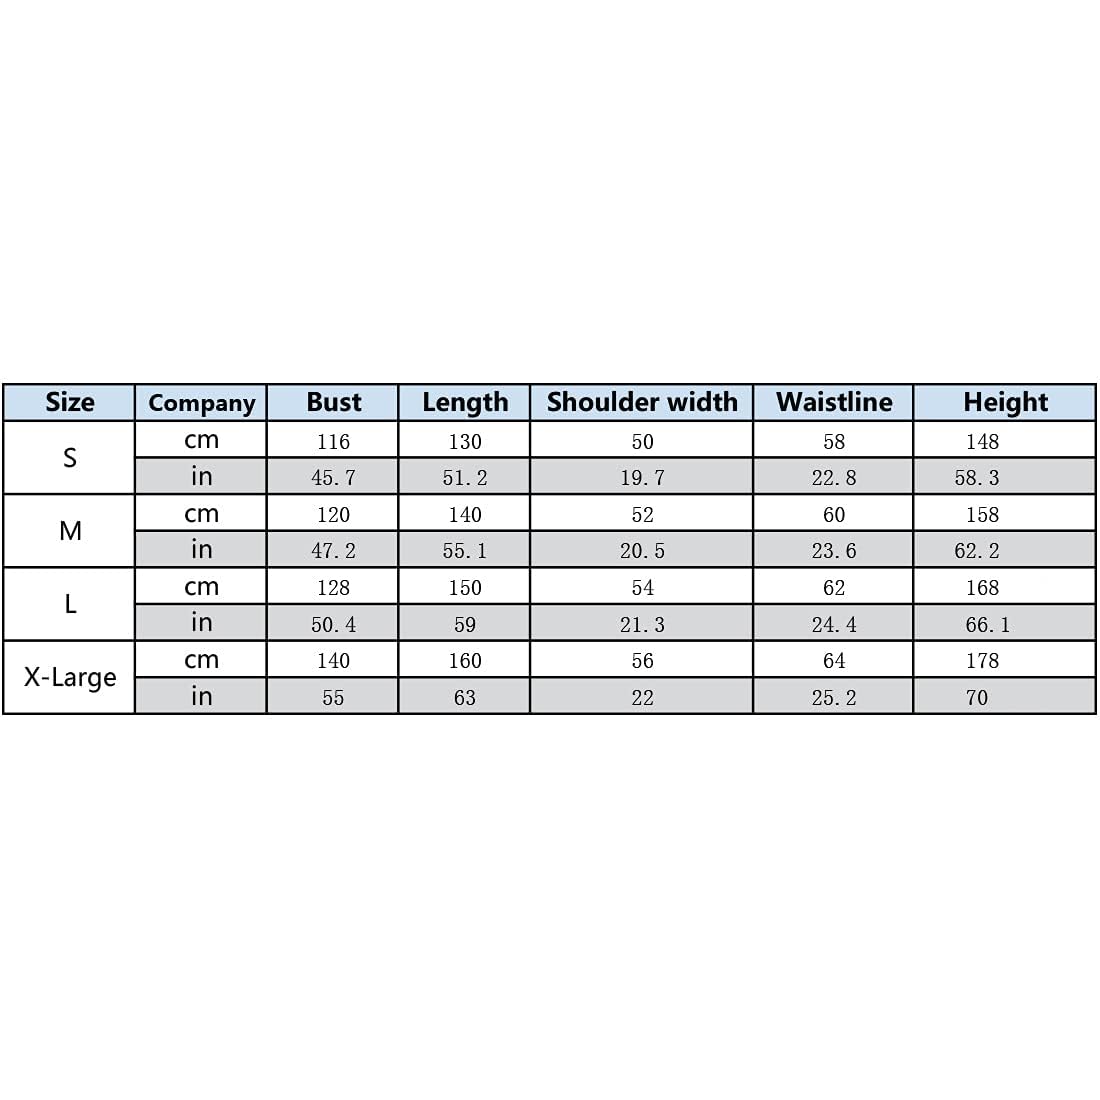 Size Company Bust Length Shoulder width Waistline Height
S cm 116 130 50 58 148
in 45.7 51.2 19.7 22.8 58.3
M cm 120 140 52 60 158
in 47.2 55.1 20.5 23.6 62.2
L cm 128 150 54 62 168
in 50.4 59 21.3 24.4 66.1
X-Large cm 140 160 56 64 178
in 55 63 22 25.2 70